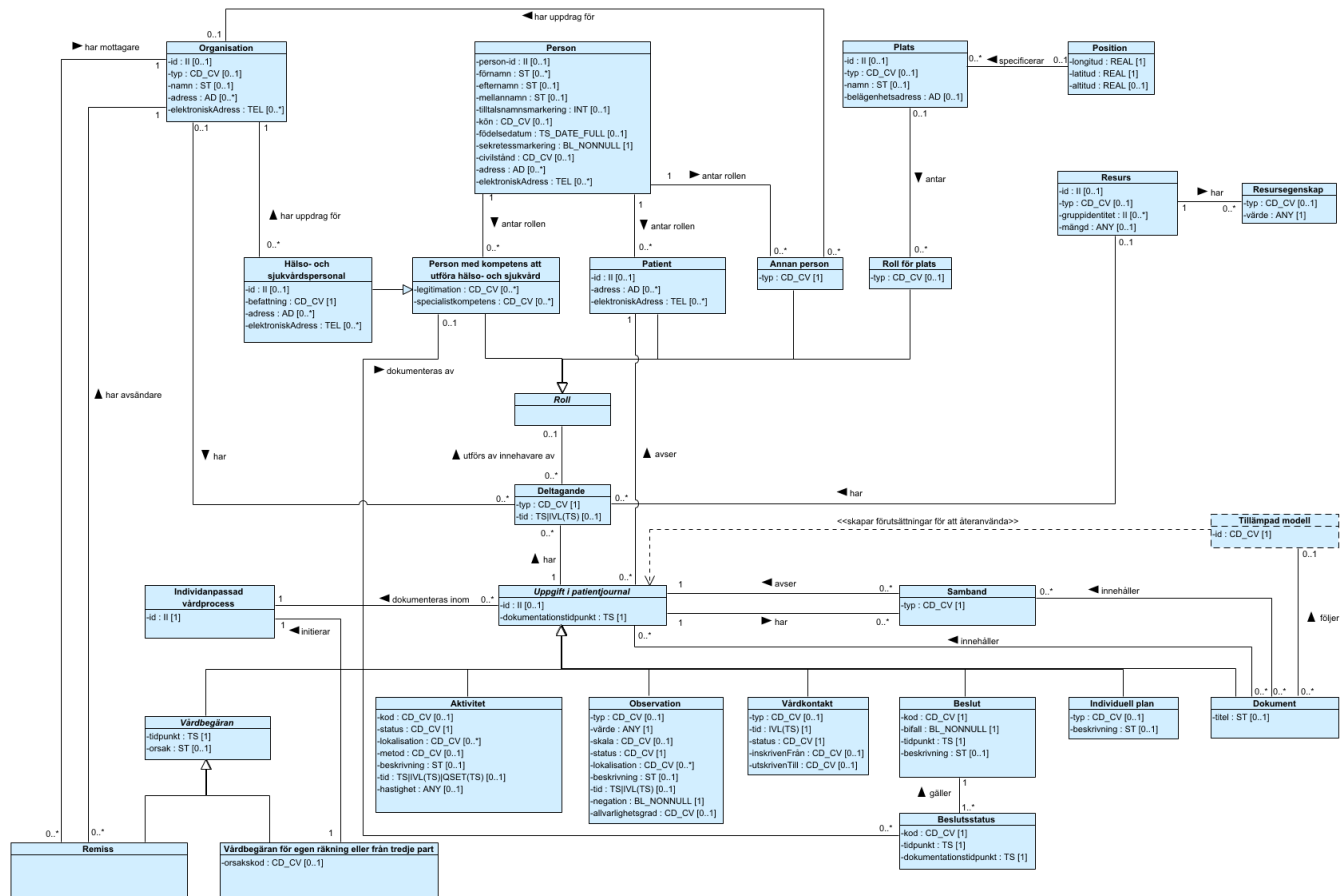 ◄ har uppdrag för
0..1
► har mottagare
1
Organisation
-id : II [0..1]
-typ : CD_CV [0..1]
-namn : ST [0..1]
-adress : AD [0..*]
-elektroniskAdress : TEL [0..*]
1
0..1
1
Person
-person-id : II [0..1]
-förnamn : ST [0..*]
-efternamn : ST [0..1]
-mellannamn : ST [0..1]
-tilltalsnamnsmarkering : INT [0..1]
-kön : CD_CV [0..1]
-födelsedatum : TS_DATE_FULL [0..1]
-sekretessmarkering : BL_NONNULL [1]
-civilstånd : CD_CV [0..1]
-adress : AD [0..*]
-elektroniskAdress : TEL [0..*]
Plats
-id : II [0..1]
-typ : CD_CV [0..1]
-namn : ST [0..1]
-belägenhetsadress : AD [0..1]
0..*
◄ specificerar
0..1
Position
-longitud : REAL [1]
-latitud : REAL [1]
-altitud : REAL [0..1]
0..1
▼ antar
0..*
1
► antar rollen
1
▼ antar rollen
0..*
1
▼ antar rollen
0..*
0..*
0..*
Resurs
-id : II [0..1]
-typ : CD_CV [0..1]
-gruppidentitet : II [0..*]
-mängd : ANY [0..1]
1
► har
0..*
Resursegenskap
-typ : CD_CV [0..1]
-värde : ANY [1]
0..1
▲ har uppdrag för
0..*
Hälso- och
sjukvårdspersonal
-id : II [0..1]
-befattning : CD_CV [1]
-adress : AD [0..*]
-elektroniskAdress : TEL [0..*]
Person med kompetens att
utföra hälso- och sjukvård
-legitimation : CD_CV [0..*]
-specialistkompetens : CD_CV [0..*]
0..1
Patient
-id : II [0..1]
-adress : AD [0..*]
-elektroniskAdress : TEL [0..*]
1
Annan person
-typ : CD_CV [1]
Roll för plats
-typ : CD_CV [0..1]
► dokumenteras av
▲ har avsändare
Roll
0..1
▼ har
▲ utförs av innehavare av
▲ avser
0..*
0..*
Deltagande
-typ : CD_CV [1]
-tid : TS|IVL(TS) [0..1]
0..*
◄ har
0..*
▲ har
1
0..*
<<skapar förutsättningar för att återanvända>>
Tillämpad modell
-id : CD_CV [1]
0..1
Individanpassad
vårdprocess
-id : II [1]
1
◄ dokumenteras inom
0..*
1
◄ initierar
Uppgift i patientjournal
-id : II [0..1]
-dokumentationstidpunkt : TS [1]
1
◄ avser
0..*
1
► har
0..*
0..*
Samband
-typ : CD_CV [1]
0..*
◄ innehåller
◄ innehåller
▲ följer
0..*
0..*
0..*
Vårdbegäran
-tidpunkt : TS [1]
-orsak : ST [0..1]
Aktivitet
-kod : CD_CV [0..1]
-status : CD_CV [1]
-lokalisation : CD_CV [0..*]
-metod : CD_CV [0..1]
-beskrivning : ST [0..1]
-tid : TS|IVL(TS)|QSET(TS) [0..1]
-hastighet : ANY [0..1]
Observation
-typ : CD_CV [0..1]
-värde : ANY [1]
-skala : CD_CV [0..1]
-status : CD_CV [1]
-lokalisation : CD_CV [0..*]
-beskrivning : ST [0..1]
-tid : TS|IVL(TS) [0..1]
-negation : BL_NONNULL [1]
-allvarlighetsgrad : CD_CV [0..1]
Vårdkontakt
-typ : CD_CV [0..1]
-tid : IVL(TS) [1]
-status : CD_CV [1]
-inskrivenFrån : CD_CV [0..1]
-utskrivenTill : CD_CV [0..1]
Beslut
-kod : CD_CV [1]
-bifall : BL_NONNULL [1]
-tidpunkt : TS [1]
-beskrivning : ST [0..1]
Individuell plan
-typ : CD_CV [0..1]
-beskrivning : ST [0..1]
Dokument
-titel : ST [0..1]
1
▲ gäller
1..*
0..*
Beslutsstatus
-kod : CD_CV [1]
-tidpunkt : TS [1]
-dokumentationstidpunkt : TS [1]
0..*
0..*
1
Remiss
Vårdbegäran för egen räkning eller från tredje part
-orsakskod : CD_CV [0..1]